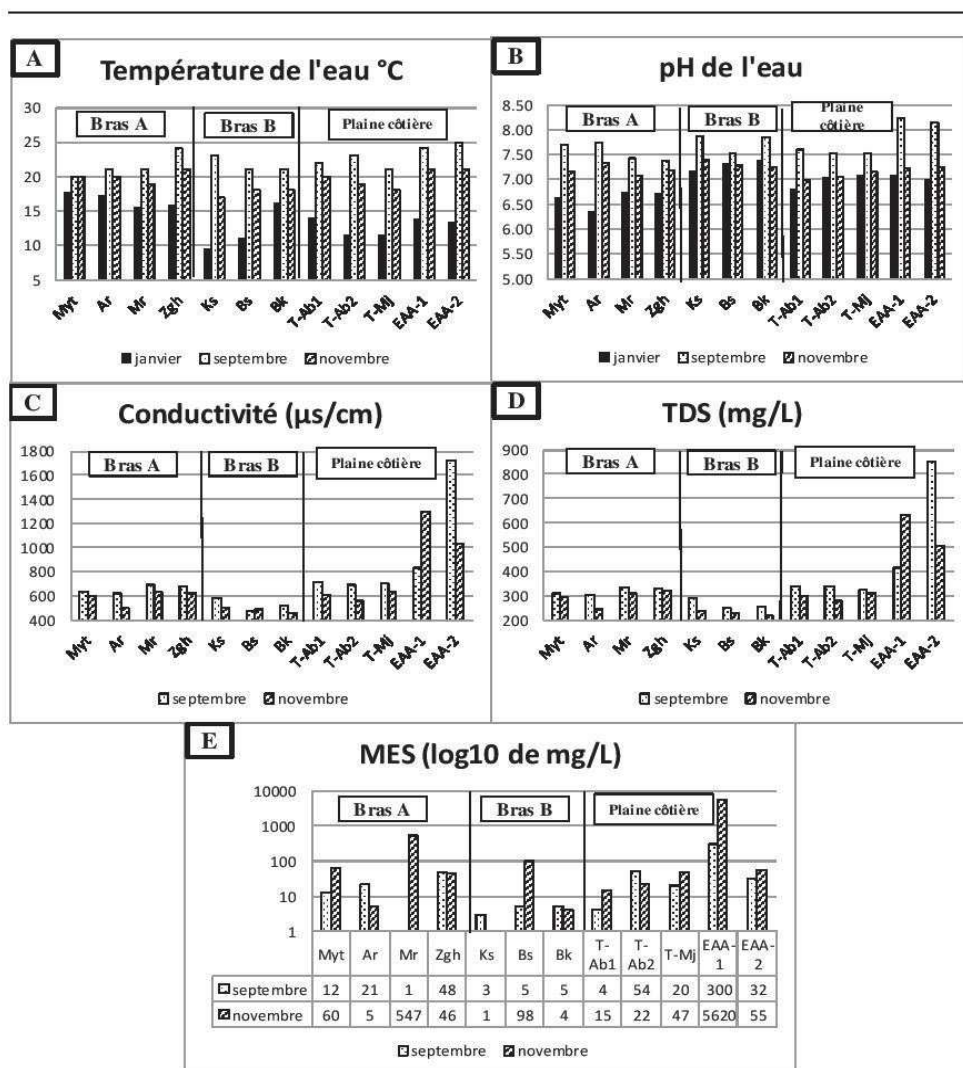 A
Température de l'eau °C
30
25
20
15
10
5
Bras A
Bras B
Plaine côtière
Myt
Ar
Mr
Zgh
Ks
Bs
Bk
T-Ab1
T-Ab2
T-Mj
EAA-1
EAA-2
janvier septembre novembre
B
pH de l'eau
8.50
8.00
7.50
7.00
6.50
6.00
5.50
5.00
Bras A
Bras B
Plaine
côtière
Myt
Ar
Mr
Zgh
Ks
Bs
Bk
T-Ab1
T-Ab2
T-Mj
EAA-1
EAA-2
janvier septembre novembre
C
Conductivité (µs/cm)
1800
1600
1400
1200
1000
800
600
400
Bras A
Bras B
Plaine côtière
Myt
Ar
Mr
Zgh
Ks
Bs
Bk
T-Ab1
T-Ab2
T-Mj
EAA-1
EAA-2
septembre novembre
D
TDS (mg/L)
900
800
700
600
500
400
300
200
Bras A
Bras B
Plaine côtière
Myt
Ar
Mr
Zgh
Ks
Bs
Bk
T-Ab1
T-Ab2
T-Mj
EAA-1
EAA-2
septembre novembre
E
MES (log10 de mg/L)
10000
1000
100
10
1
Bras A
Bras B
Plaine côtière
Myt Ar Mr Zgh Ks Bs Bk T-Ab1 T-Ab2 T-Mj EAA-1 EAA-2
septembre 12 21 1 48 3 5 5 4 54 20 300 32
novembre 60 5 547 46 1 98 4 15 22 47 5620 55
septembre novembre